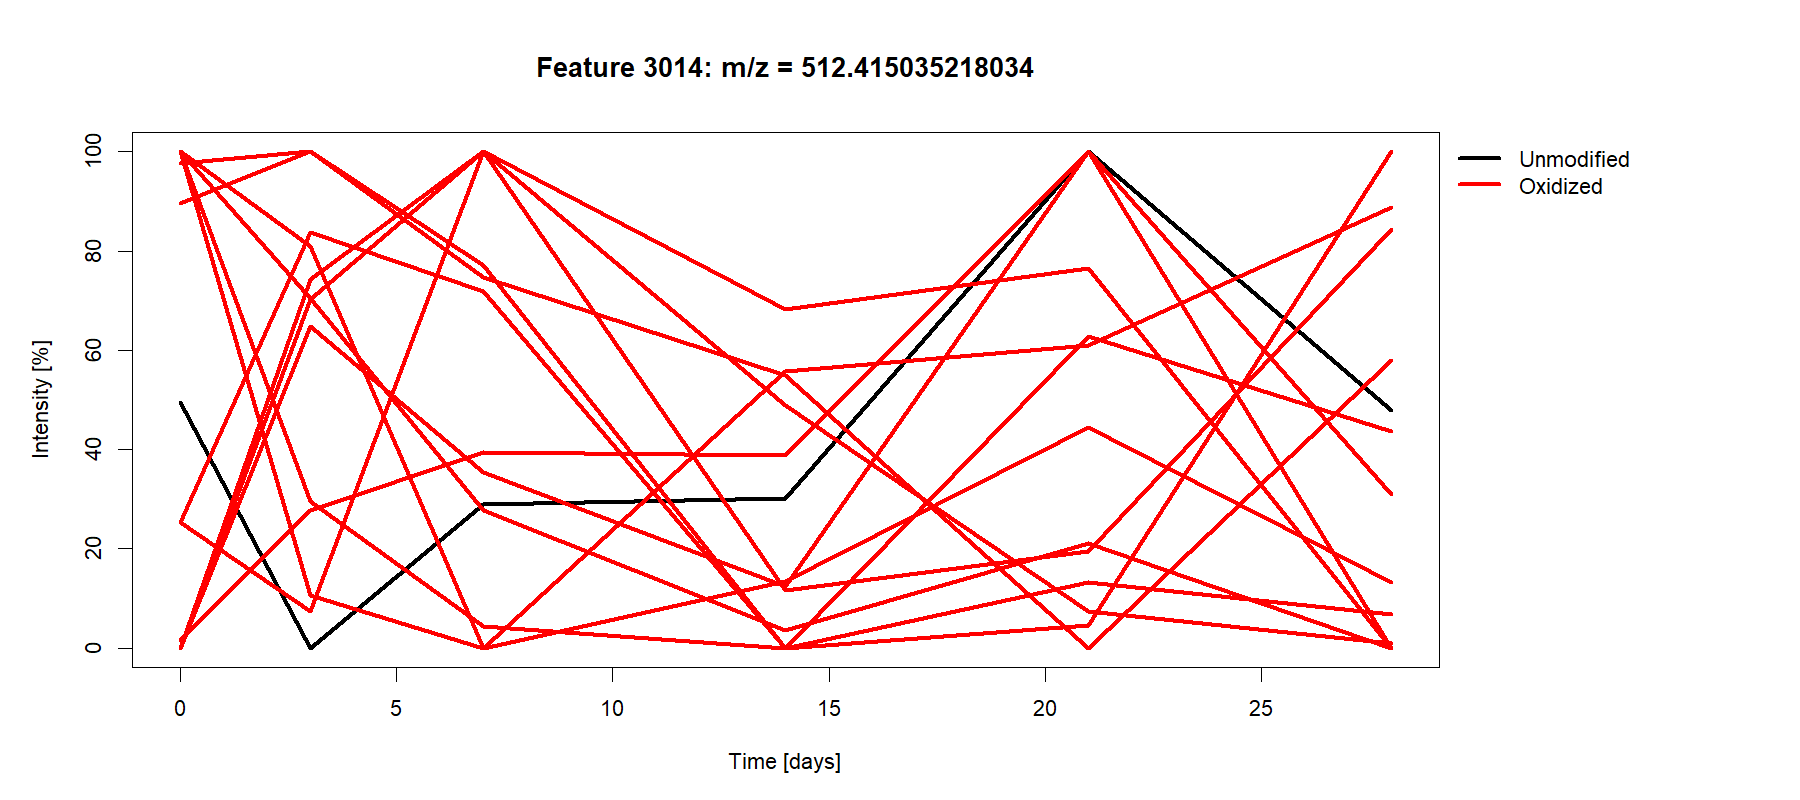 Feature 3014: m/z = 512.415035218034
Unmodified
Oxidized
100
80
60
40
20
0
Intensity [%]
0 5 10 15 20 25
Time [days]